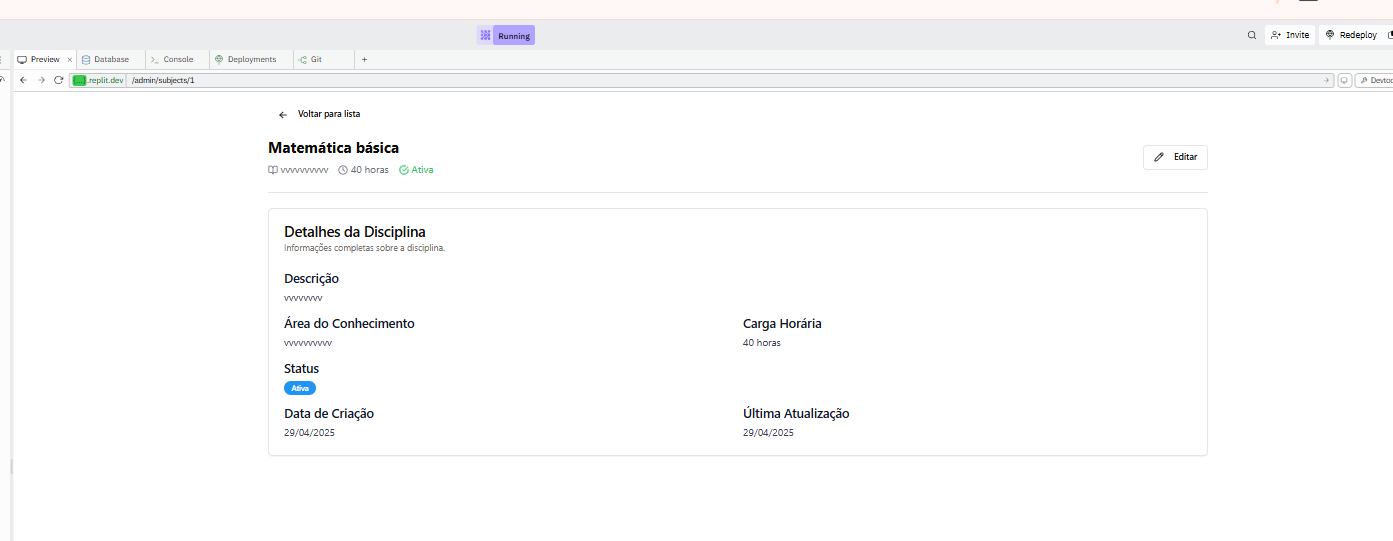 Running
Invite
Redeploy
Preview
Database
Console
Deployments
Git
.replit.dev
/admin/subjects/1
Voltar para lista
Matemática básica
vvvvvvvvvv
40 horas
Ativa
Editar
Detalhes da Disciplina
Informações completas sobre a disciplina.
Descrição
vvvvvvvv
Área do Conhecimento
Carga Horária
vvvvvvvvvv
40 horas
Status
Ativa
Data de Criação
Última Atualização
29/04/2025
29/04/2025